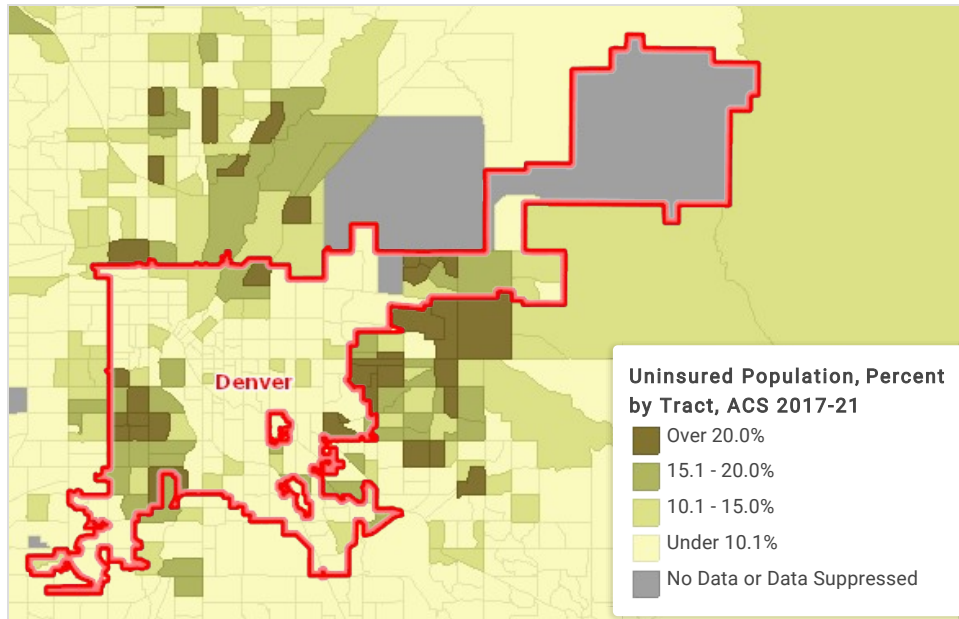 Denver
Uninsured Population, Percent
by Tract, ACS 2017-21
Over 20.0%
15.1 - 20.0%
10.1 - 15.0%
Under 10.1%
No Data or Data Suppressed